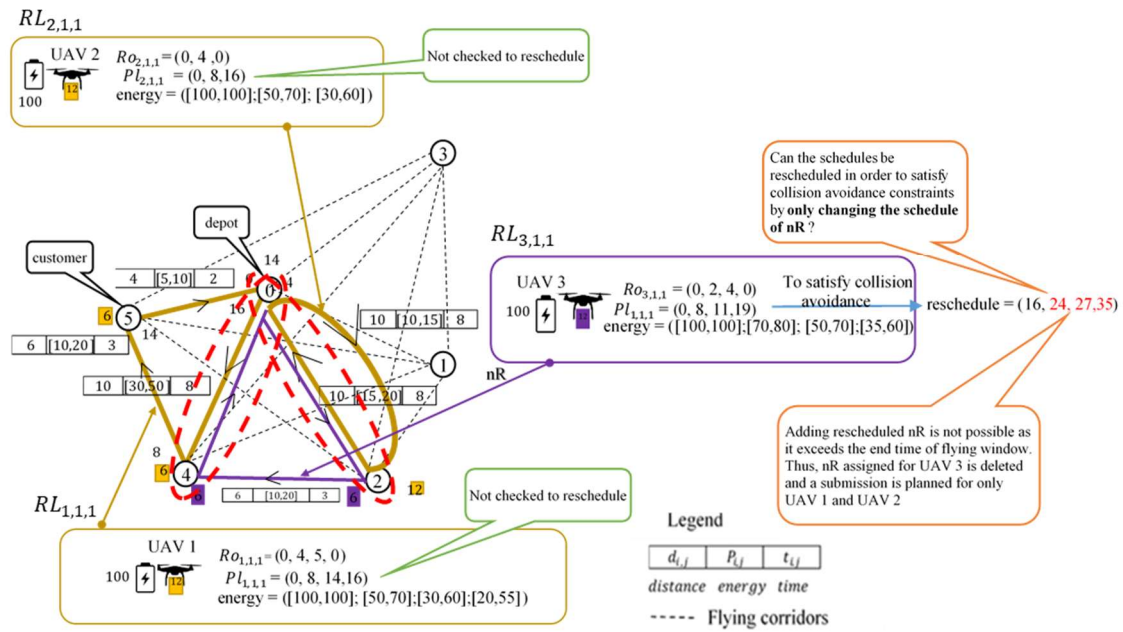 RL2,1,1
UAV 2
100
12
Ro2,1,1 = (0, 4 ,0)
Pl2,1,1 = (0, 8,16)
energy = ([100,100];[50,70]; [30,60])
Not checked to reschedule
3
depot
customer
14
4 [5,10] 2
0
16
5
6
14
6 [10,20] 3
10 [30,50] 8
10 [10,15] 8
1
10 [15,20] 8
nR
8
6
4
6
6 [10,20] 3
6
2
12
RL3,1,1
UAV 3
100
12
Ro3,1,1 = (0, 2, 4, 0)
Pl1,1,1 = (0, 8, 11,19)
energy = ([100,100];[70,80]; [50,70];[35,60])
To satisfy collision
avoidance
reschedule = (16, 24, 27,35)
Can the schedules be
rescheduled in order to satisfy
collision avoidance constraints
by only changing the schedule
of nR ?
Adding rescheduled nR is not possible as
it exceeds the end time of flying window.
Thus, nR assigned for UAV 3 is deleted
and a submission is planned for only
UAV 1 and UAV 2
RL1,1,1
UAV 1
100
12
Ro1,1,1 = (0, 4, 5, 0)
Pl1,1,1 = (0, 8, 14,16)
energy = ([100,100]; [50,70];[30,60];[20,55])
Not checked to reschedule
Legend
di,j Pi,j ti,j
distance energy time
Flying corridors